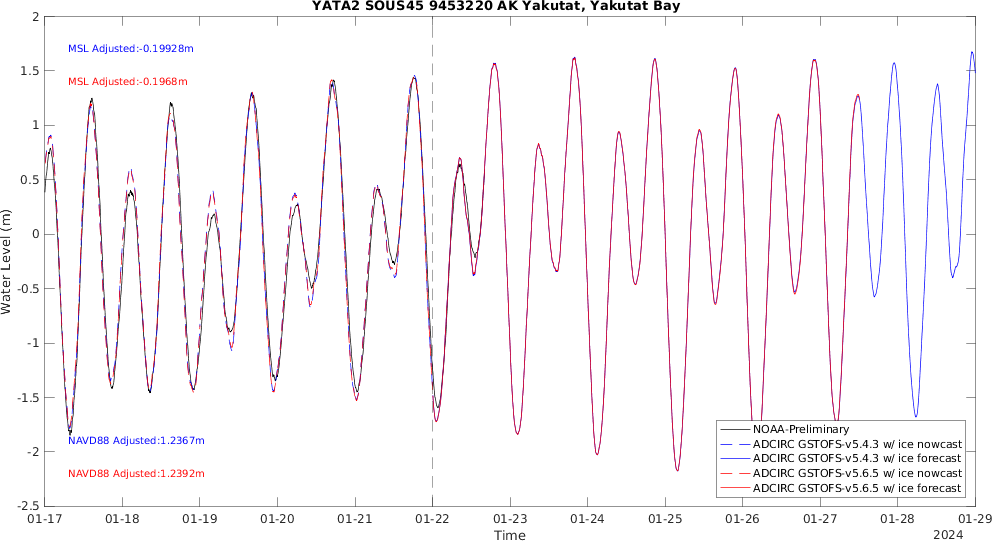 YATA2 SOUS45 9453220 AK Yakutat, Yakutat Bay
2
1.5
1
0.5
0
-0.5
-1
-1.5
-2
-2.5
Water Level (m)
MSL Adjusted:-0.19928m
MSL Adjusted:-0.1968m
NAVD88 Adjusted:1.2367m
NAVD88 Adjusted:1.2392m
NOAA-Preliminary
ADCIRC GSTOFS-v5.4.3 w/ ice nowcast
ADCIRC GSTOFS-v5.4.3 w/ ice forecast
ADCIRC GSTOFS-v5.6.5 w/ ice nowcast
ADCIRC GSTOFS-v5.6.5 w/ ice forecast
01-17 01-18 01-19 01-20 01-21 01-22 01-23 01-24 01-25 01-26 01-27 01-28 01-29
Time
2024